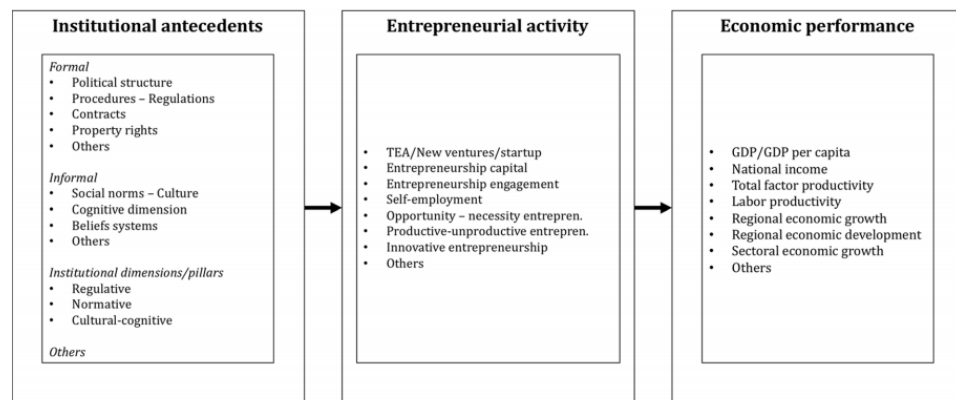 Institutional antecedents
Formal
• Political structure
• Procedures – Regulations
• Contracts
• Property rights
• Others
Informal
• Social norms – Culture
• Cognitive dimension
• Beliefs systems
• Others
Institutional dimensions/pillars
• Regulative
• Normative
• Cultural-cognitive
Others
Entrepreneurial activity
• TEA/New ventures/startup
• Entrepreneurship capital
• Entrepreneurship engagement
• Self-employment
• Opportunity – necessity entrepren.
• Productive-unproductive entrepren.
• Innovative entrepreneurship
• Others
Economic performance
• GDP/GDP per capita
• National income
• Total factor productivity
• Labor productivity
• Regional economic growth
• Regional economic development
• Sectoral economic growth
• Others